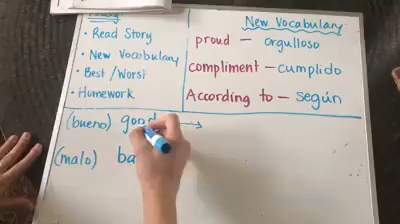 • Read Story
• New Vocabulary
• Best/Worst
• Homework
New Vocabulary
proud — orgulloso
compliment — cumplido
According to — según
(bueno) good →
(malo) ba